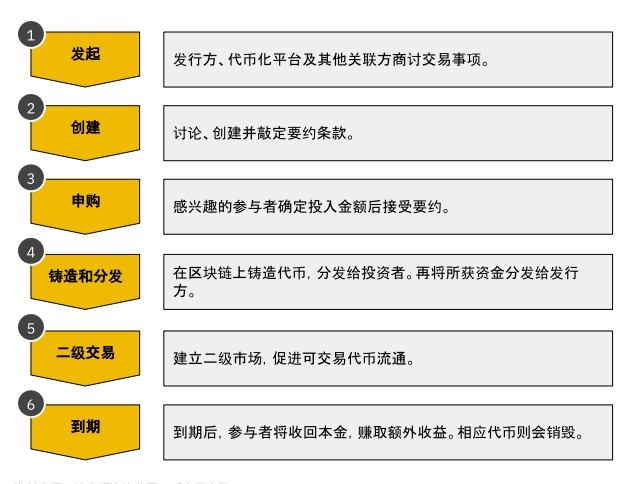 1
发起
发行方、代币化平台及其他关联方商讨交易事项。
2
创建
讨论、创建并敲定要约条款。
3
申购
感兴趣的参与者确定投入金额后接受要约。
4
铸造和分发
在区块链上铸造代币，分发给投资者。再将所获资金分发给发行
方。
5
二级交易
建立二级市场，促进可交易代币流通。
6
到期
到期后，参与者将收回本金，赚取额外收益。相应代币则会销毁。